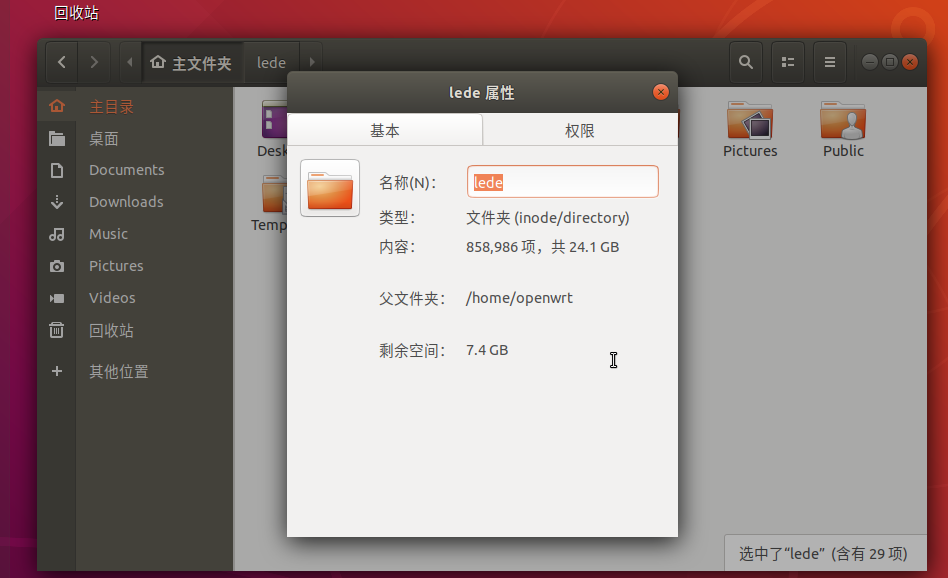 回收站
主文件夹
lede
lede 属性
主目录
桌面
Documents
Downloads
Music
Pictures
Videos
回收站
其他位置
Desk
Temp
Pictures
Public
基本
权限
名称(N)： lede
类型： 文件夹 (inode/directory)
内容： 858,986 项，共 24.1 GB
父文件夹： /home/openwrt
剩余空间： 7.4 GB
选中了“lede” (含有 29 项)